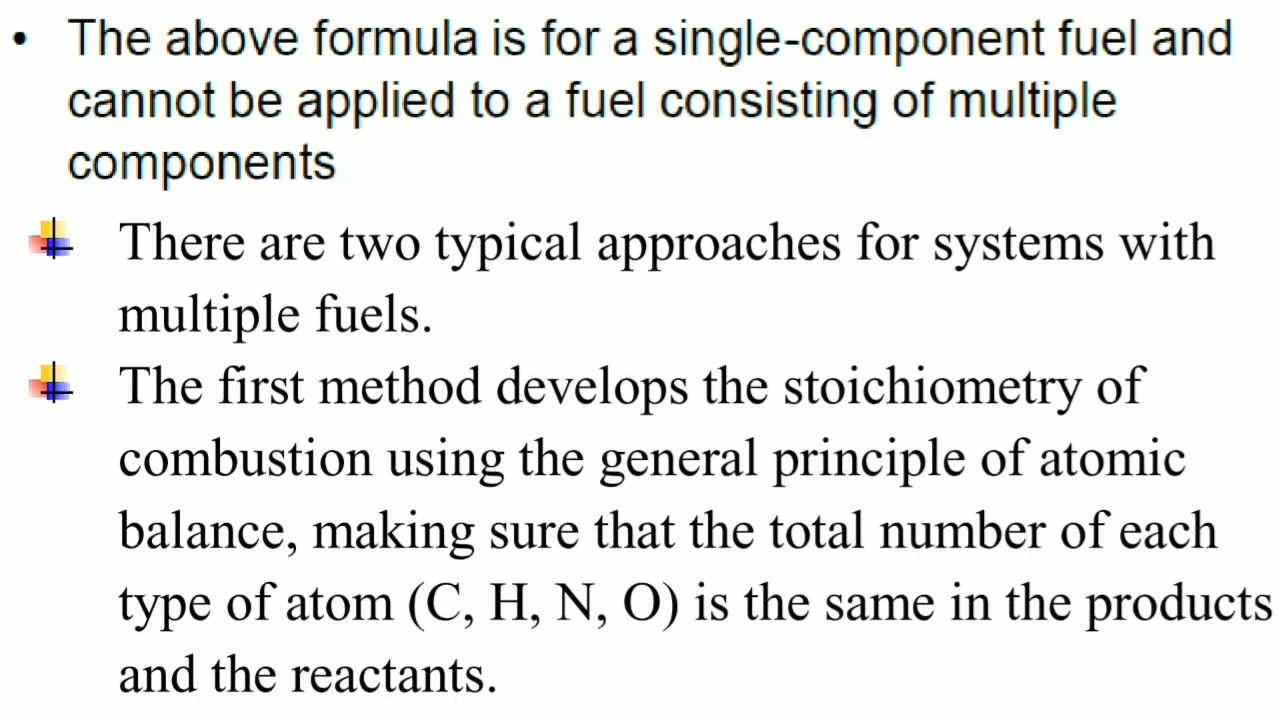 • The above formula is for a single-component fuel and
cannot be applied to a fuel consisting of multiple
components
There are two typical approaches for systems with
multiple fuels.
The first method develops the stoichiometry of
combustion using the general principle of atomic
balance, making sure that the total number of each
type of atom (C, H, N, O) is the same in the products
and the reactants.